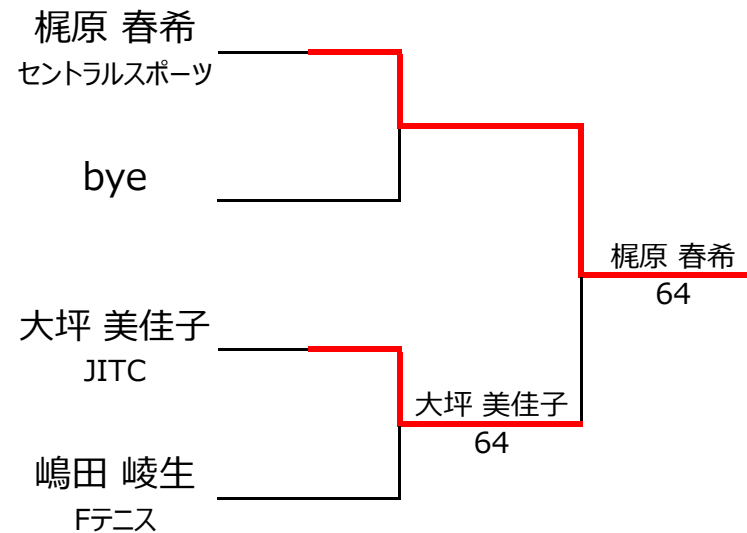 梶原 春希
セントラルスポーツ
bye
梶原 春希
64
大坪 美佳子
JITC
大坪 美佳子
64
嶋田 崚生
Fテニス